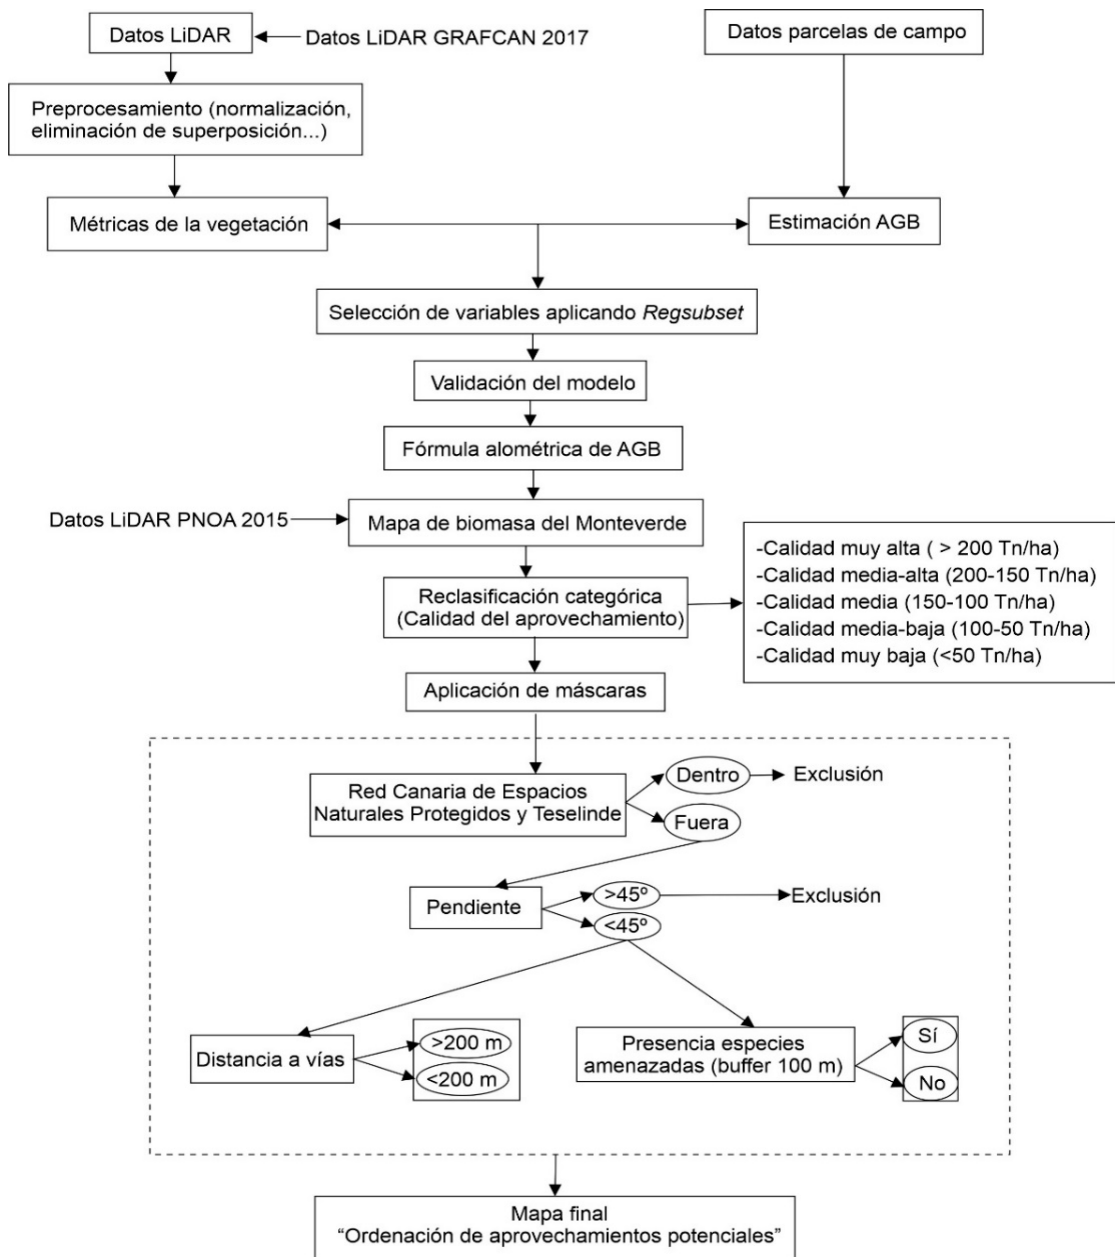 Datos LiDAR
Datos LiDAR GRAFCAN 2017
Datos parcelas de campo
Preprocesamiento (normalización,
eliminación de superposición...)
Métricas de la vegetación
Estimación AGB
Selección de variables aplicando Regsubset
Validación del modelo
Fórmula alométrica de AGB
Datos LiDAR PNOA 2015
Mapa de biomasa del Monteverde
Reclasificación categórica
(Calidad del aprovechamiento)
-Calidad muy alta ( > 200 Tn/ha)
-Calidad media-alta (200-150 Tn/ha)
-Calidad media (150-100 Tn/ha)
-Calidad media-baja (100-50 Tn/ha)
-Calidad muy baja (<50 Tn/ha)
Aplicación de máscaras
Red Canaria de Espacios
Naturales Protegidos y Teselinde
Dentro
Exclusión
Fuera
Pendiente
>45º
Exclusión
<45º
Distancia a vías
>200 m
<200 m
Presencia especies
amenazadas (buffer 100 m)
Sí
No
Mapa final
“Ordenación de aprovechamientos potenciales”